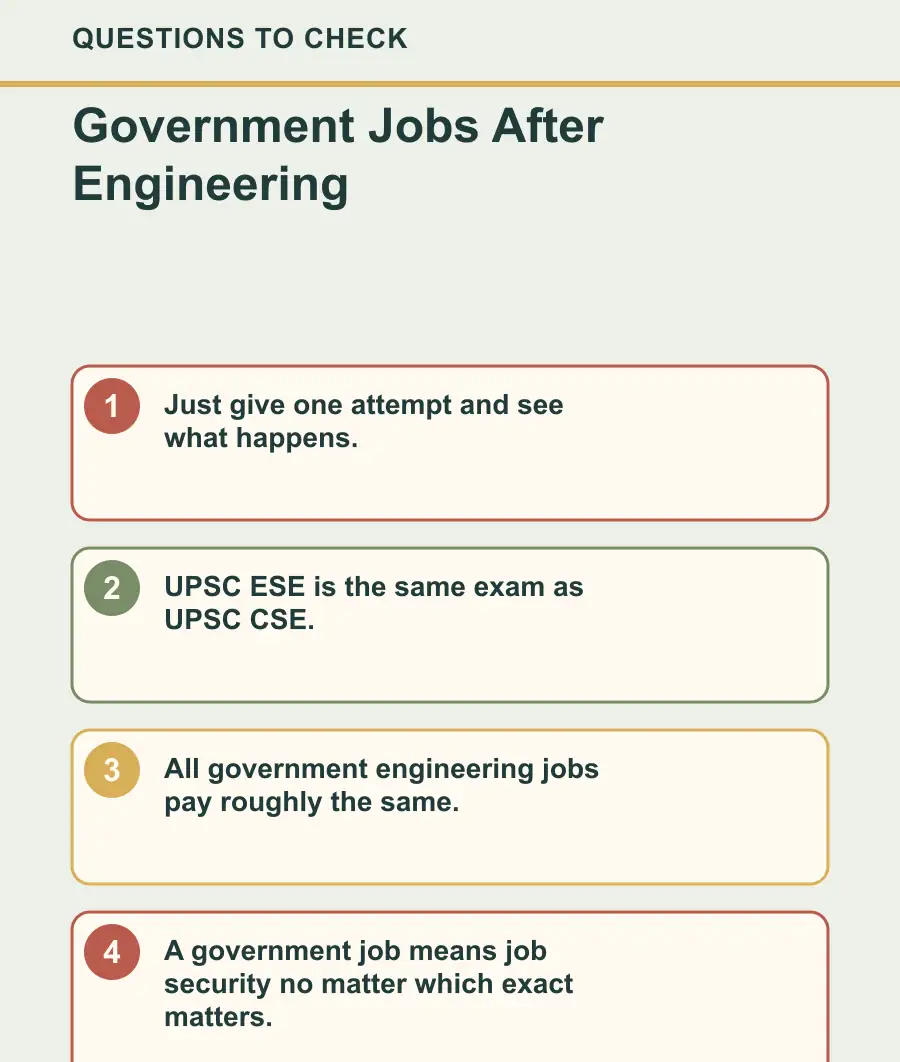 QUESTIONS TO CHECK
Government Jobs After
Engineering
1
Just give one attempt and see
what happens.
2
UPSC ESE is the same exam as
UPSC CSE.
3
All government engineering jobs
pay roughly the same.
4
A government job means job
security no matter which exact
matters.